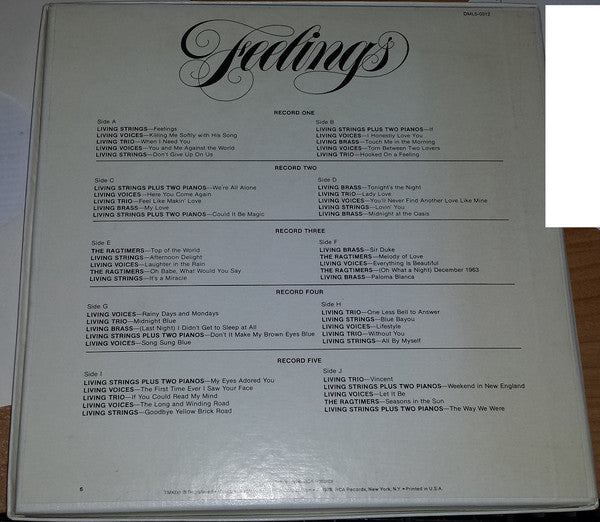 DML5-0312
Feelings
RECORD ONE
Side A
LIVING STRINGS—Feelings
LIVING VOICES—Killing Me Softly with His Song
LIVING TRIO—When I Need You
LIVING VOICES—You and Me Against the World
LIVING STRINGS—Don't Give Up On Us
Side B
LIVING STRINGS PLUS TWO PIANOS—If
LIVING VOICES—I Honestly Love You
LIVING BRASS—Touch Me in the Morning
LIVING VOICES—Torn Between Two Lovers
LIVING TRIO—Hooked On a Feeling
RECORD TWO
Side C
LIVING STRINGS PLUS TWO PIANOS—We're All Alone
LIVING VOICES—Here You Come Again
LIVING TRIO—Feel Like Makin' Love
LIVING BRASS—My Love
LIVING STRINGS PLUS TWO PIANOS—Could It Be Magic
Side D
LIVING BRASS—Tonight's the Night
LIVING TRIO—Lady Love
LIVING VOICES—You'll Never Find Another Love Like Mine
LIVING STRINGS—Lovin' You
LIVING BRASS—Midnight at the Oasis
RECORD THREE
Side E
THE RAGTIMERS—Top of the World
LIVING STRINGS—Afternoon Delight
LIVING VOICES—Laughter in the Rain
THE RAGTIMERS—Oh Babe, What Would You Say
LIVING STRINGS—It's a Miracle
Side F
LIVING BRASS—Sir Duke
THE RAGTIMERS—Melody of Love
LIVING VOICES—Everything Is Beautiful
THE RAGTIMERS—(Oh What a Night) December 1963
LIVING BRASS—Paloma Blanca
RECORD FOUR
Side G
LIVING VOICES—Rainy Days and Mondays
LIVING TRIO—Midnight Blue
LIVING BRASS—(Last Night) I Didn't Get to Sleep at All
LIVING STRINGS PLUS TWO PIANOS—Don't It Make My Brown Eyes Blue
LIVING VOICES—Song Sung Blue
Side H
LIVING TRIO—One Less Bell to Answer
LIVING STRINGS—Blue Bayou
LIVING VOICES—Lifestyle
LIVING TRIO—Without You
LIVING STRINGS—All By Myself
RECORD FIVE
Side I
LIVING STRINGS PLUS TWO PIANOS—My Eyes Adored You
LIVING VOICES—The First Time Ever I Saw Your Face
LIVING TRIO—If You Could Read My Mind
LIVING VOICES—The Long and Winding Road
LIVING STRINGS—Goodbye Yellow Brick Road
Side J
LIVING TRIO—Vincent
LIVING STRINGS PLUS TWO PIANOS—Weekend in New England
LIVING VOICES—Let It Be
THE RAGTIMERS—Seasons in the Sun
LIVING STRINGS PLUS TWO PIANOS—The Way We Were
6
TMK(s) ® Registered 1978, RCA Records, New York, N.Y. • Printed in U.S.A.